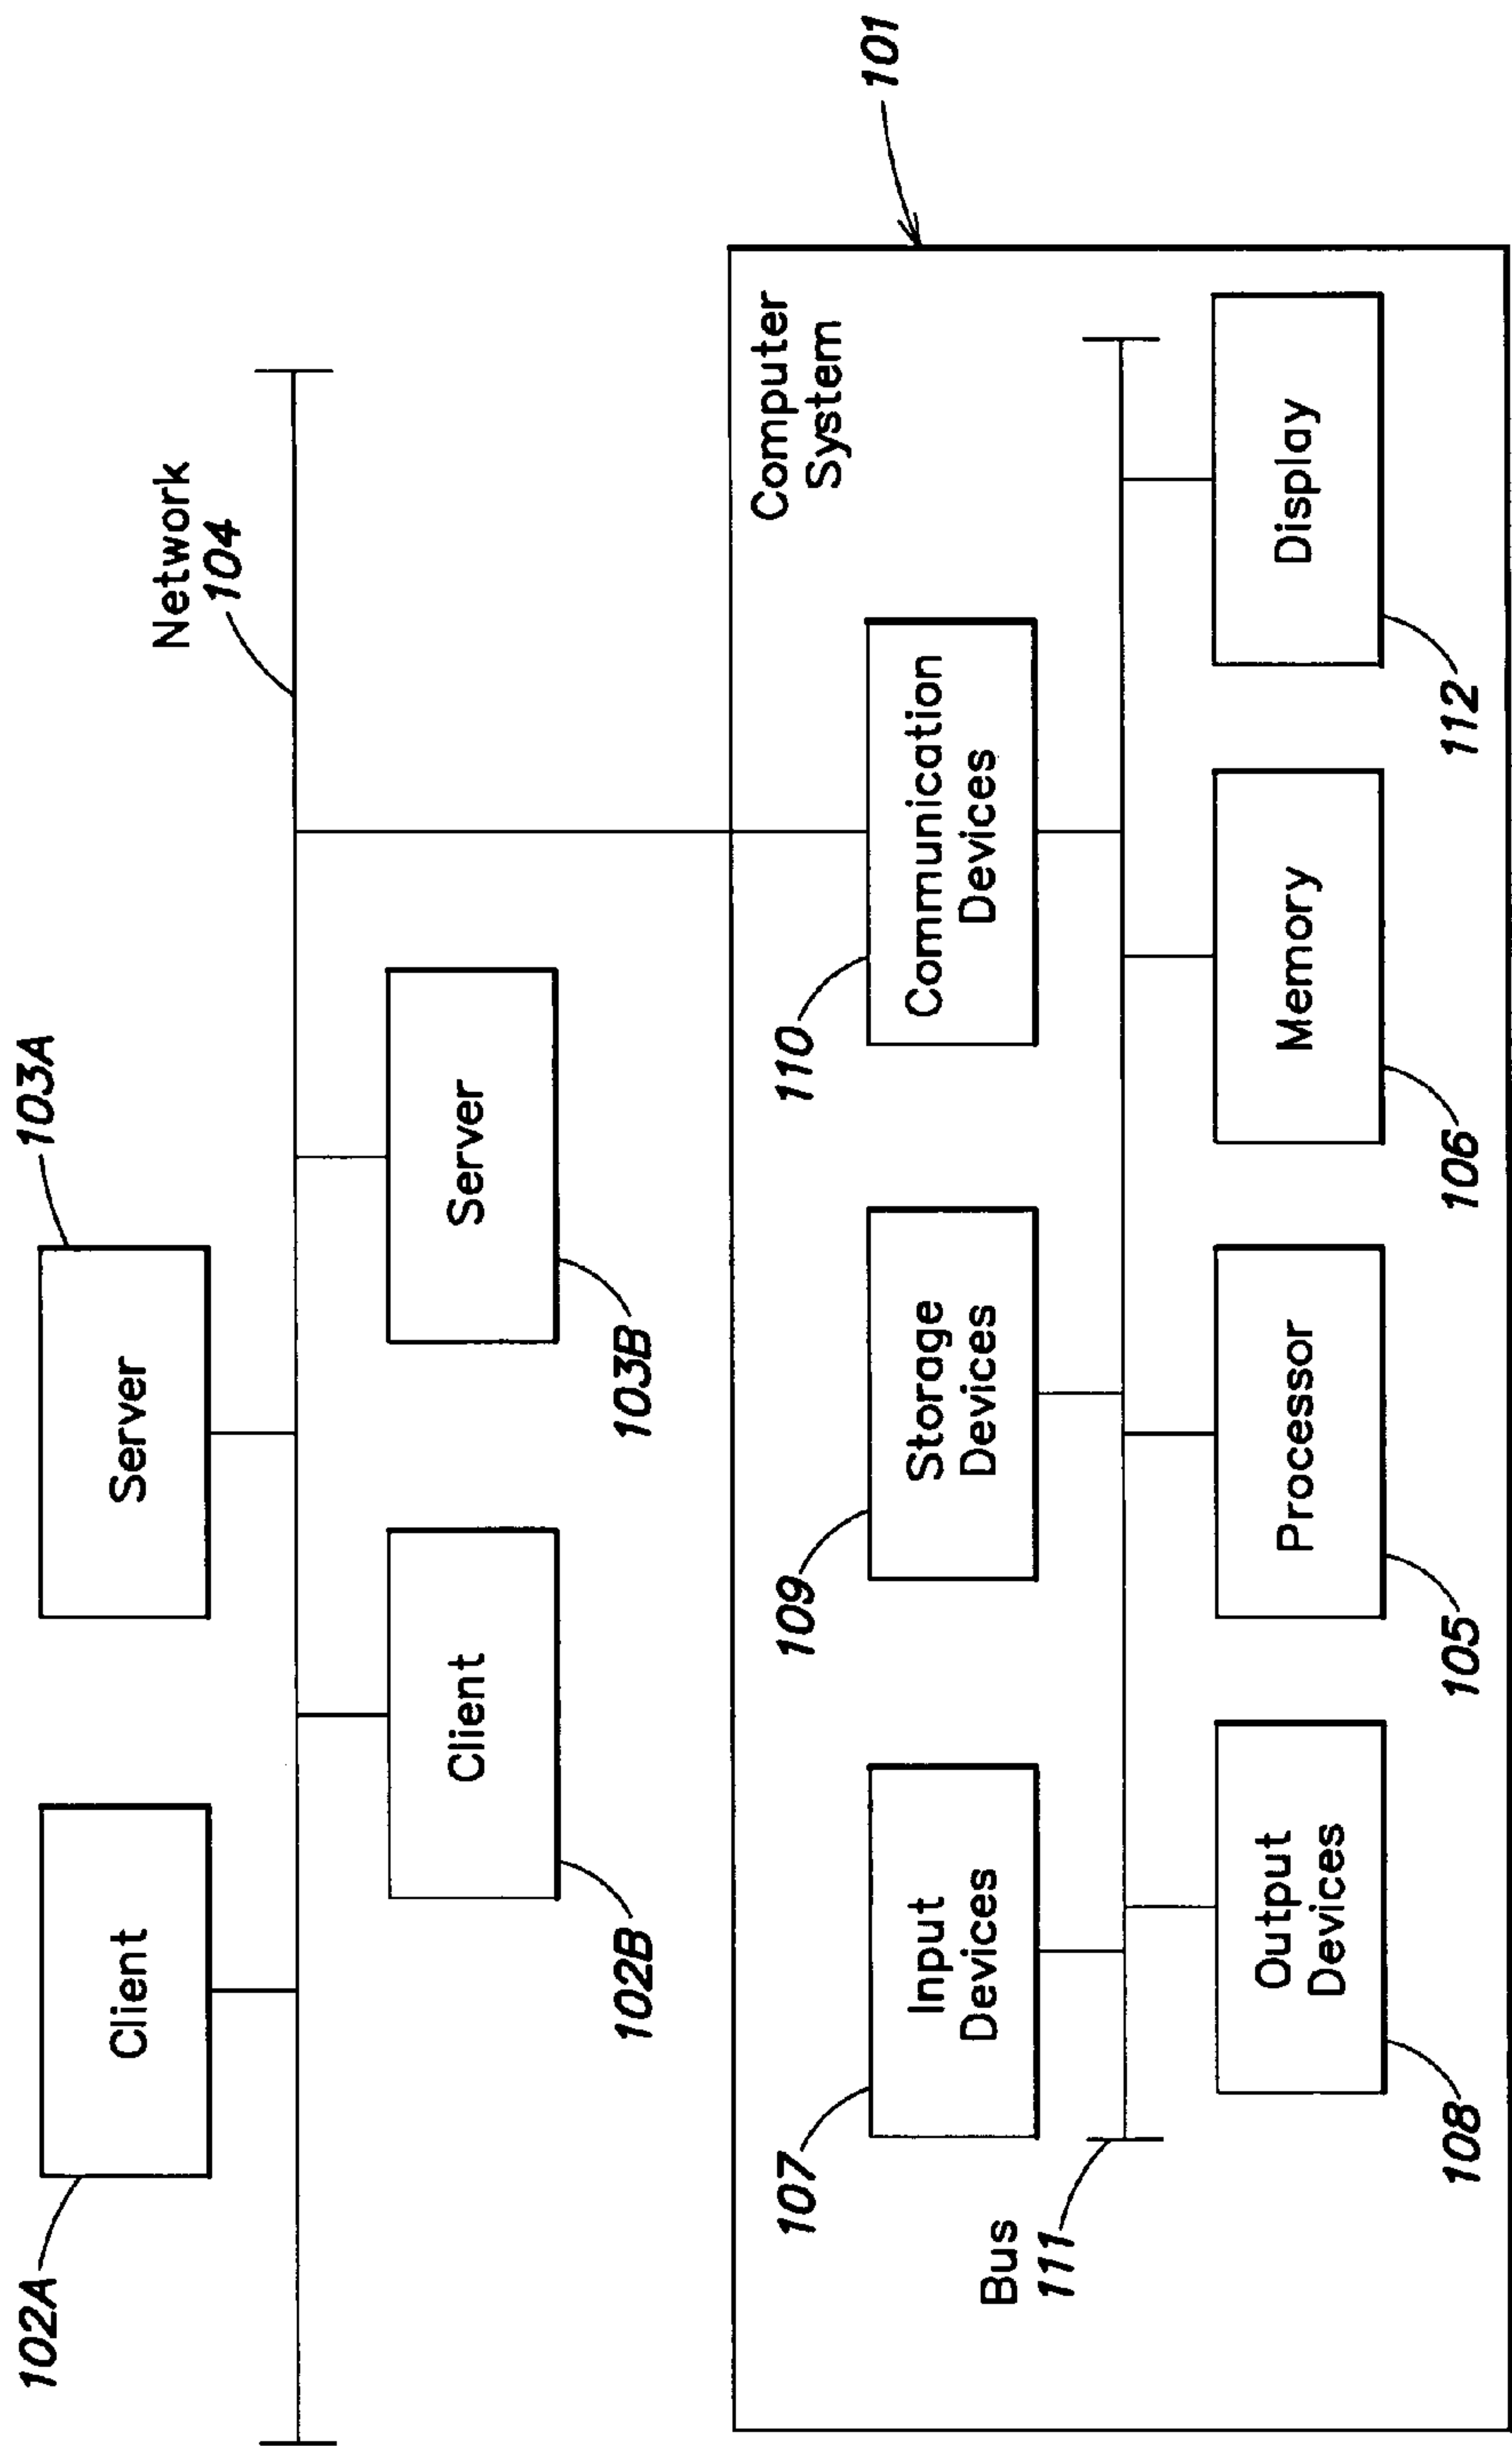 102A
Client
Server
103A
Network
104
Client
102B
Server
103B
101
Computer
System
107
Input
Devices
109
Storage
Devices
110
Communication
Devices
Bus
111
Output
Devices
108
Processor
105
Memory
106
Display
112